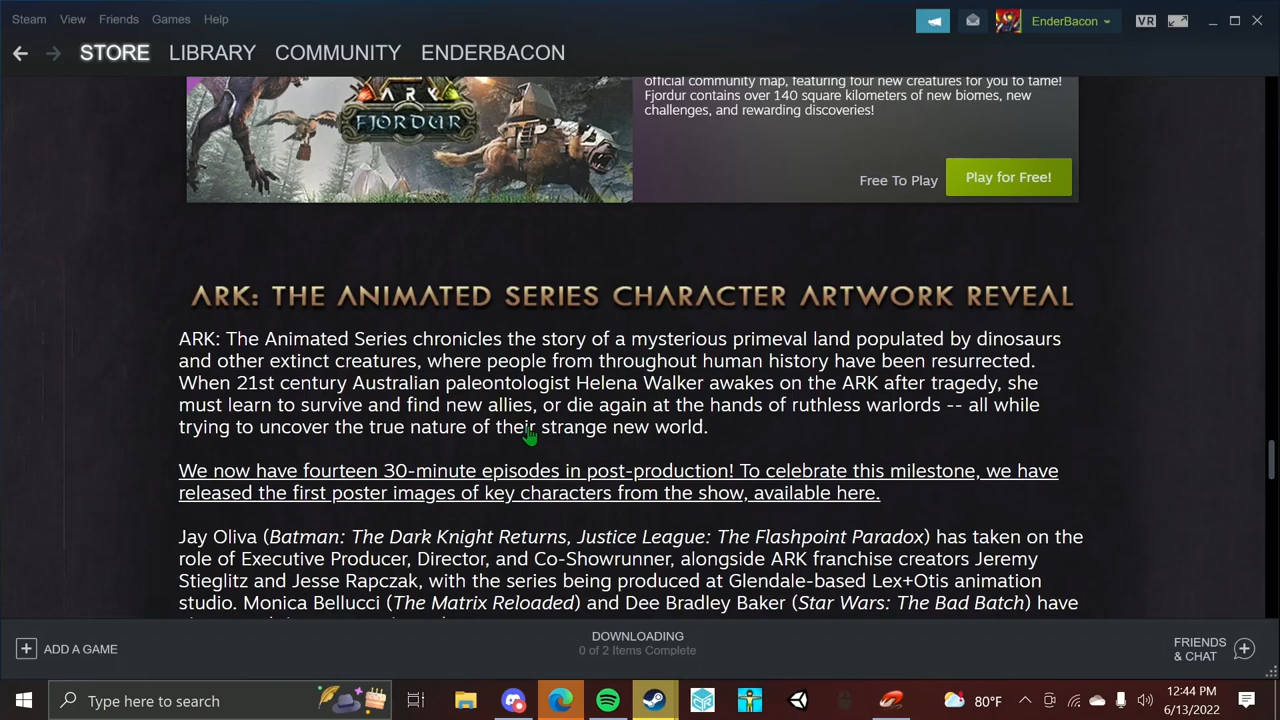 Steam View Friends Games Help
EnderBacon
VR
STORE LIBRARY COMMUNITY ENDERBACON
ARK
FJORDUR
official community map, featuring four new creatures for you to tame!
Fjordur contains over 140 square kilometers of new biomes, new
challenges, and rewarding discoveries!
Free To Play
Play for Free!
ARK: THE ANIMATED SERIES CHARACTER ARTWORK REVEAL
ARK: The Animated Series chronicles the story of a mysterious primeval land populated by dinosaurs
and other extinct creatures, where people from throughout human history have been resurrected.
When 21st century Australian paleontologist Helena Walker awakes on the ARK after tragedy, she
must learn to survive and find new allies, or die again at the hands of ruthless warlords -- all while
trying to uncover the true nature of their strange new world.
We now have fourteen 30-minute episodes in post-production! To celebrate this milestone, we have
released the first poster images of key characters from the show, available here.
Jay Oliva (Batman: The Dark Knight Returns, Justice League: The Flashpoint Paradox) has taken on the
role of Executive Producer, Director, and Co-Showrunner, alongside ARK franchise creators Jeremy
Stieglitz and Jesse Rapczak, with the series being produced at Glendale-based Lex+Otis animation
studio. Monica Bellucci (The Matrix Reloaded) and Dee Bradley Baker (Star Wars: The Bad Batch) have
ADD A GAME
DOWNLOADING
0 of 2 Items Complete
FRIENDS
& CHAT
Type here to search
80°F
12:44 PM
6/13/2022